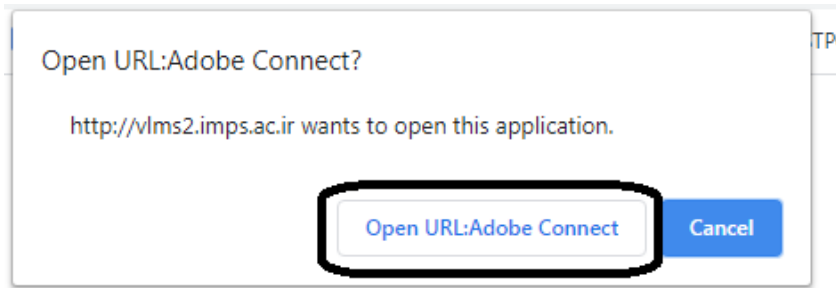 Open URL:Adobe Connect?
http://vlms2.imps.ac.ir wants to open this application.
Open URL:Adobe Connect
Cancel